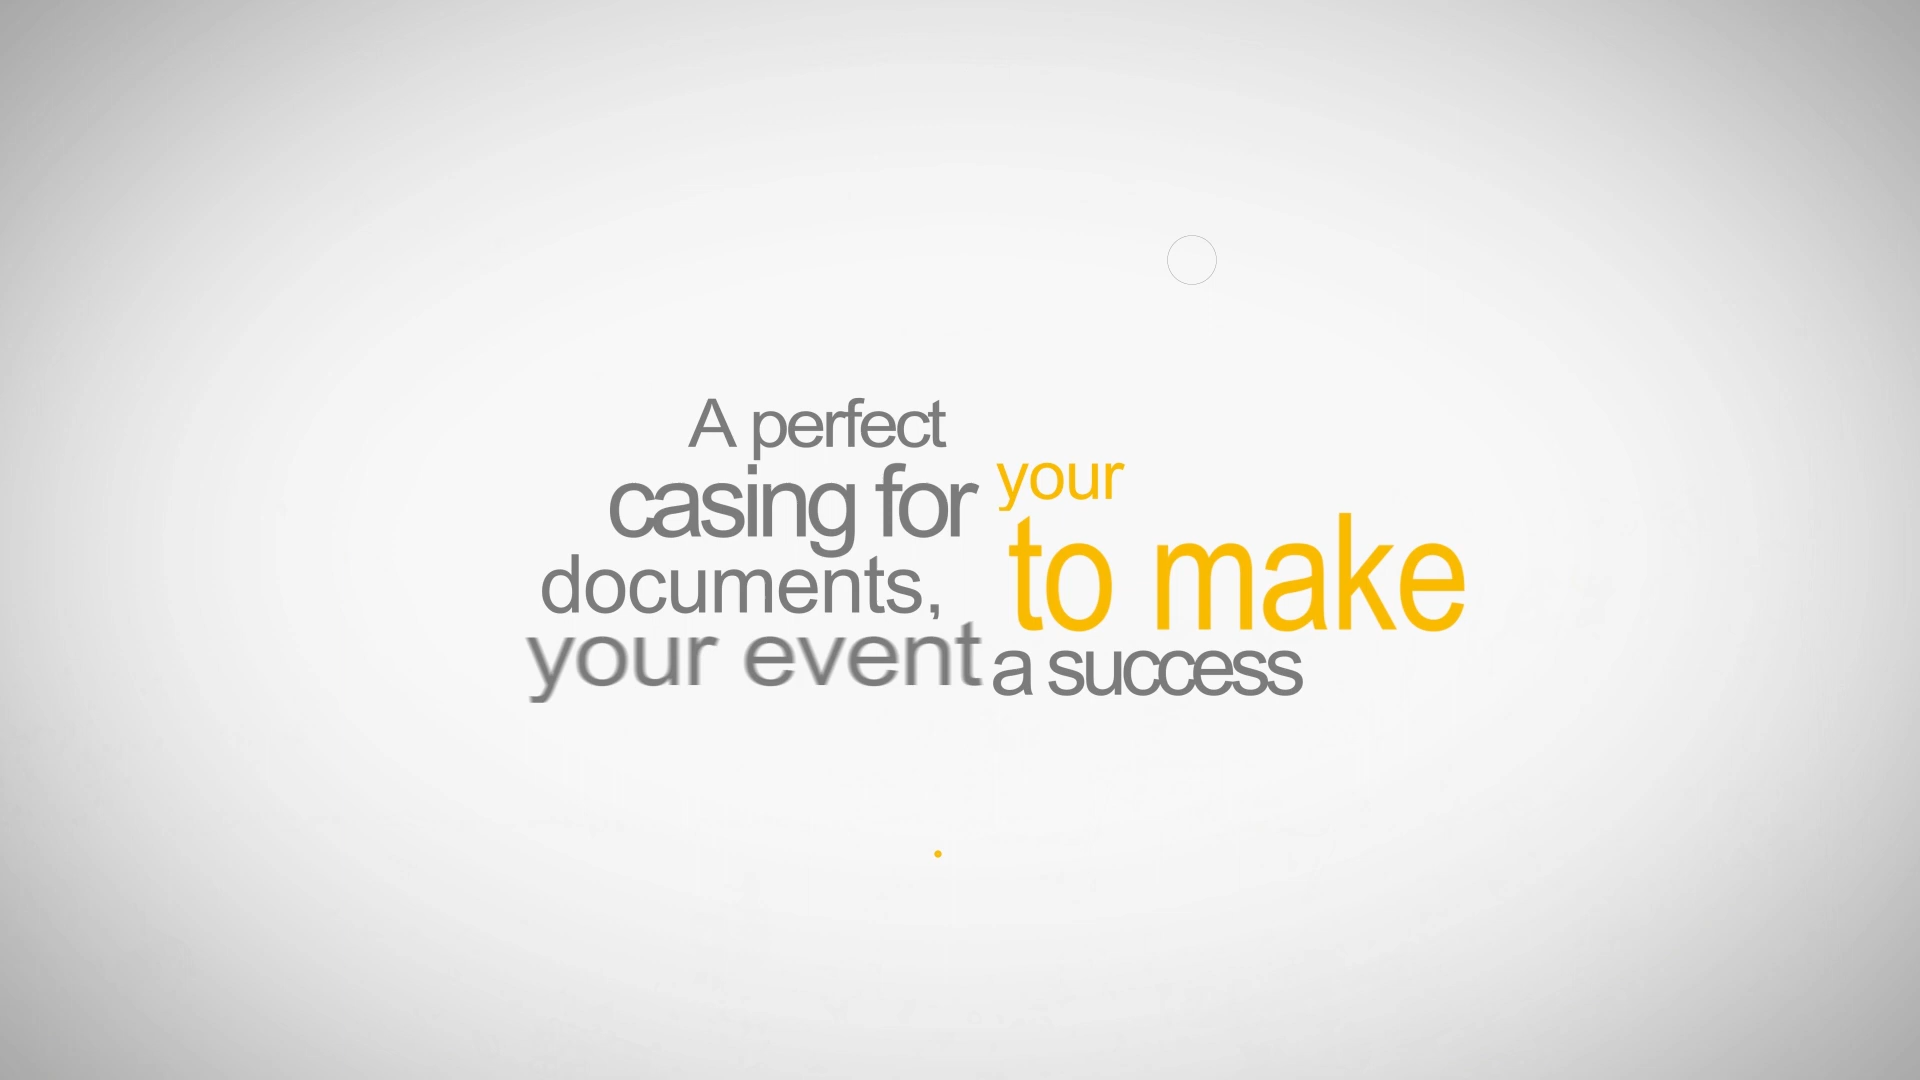 A perfect
casing for your
documents, to make
your event a success